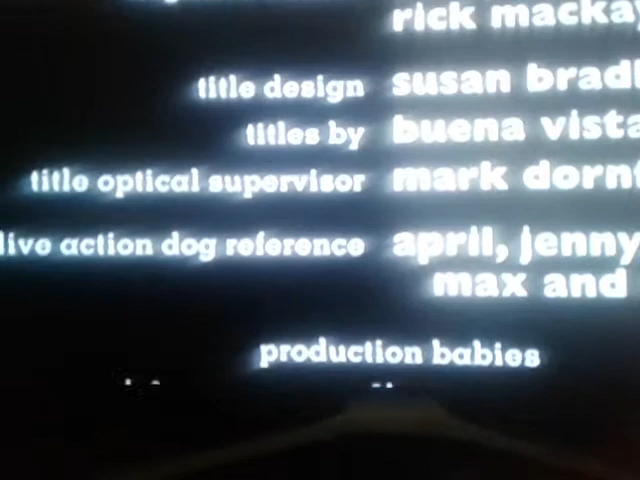 rick mackay
title design susan bradl
titles by buena vista
title optical supervisor mark dorn
live action dog reference april, jenny
max and
production babies